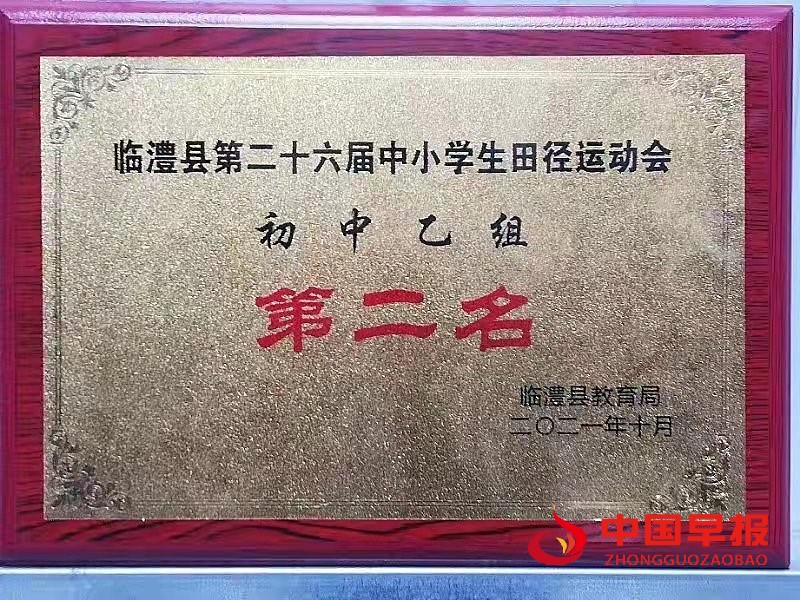 临澧县第二十六届中小学生田径运动会
初中乙组
第二名
临澧县教育局
二〇二一年十月
中国早报
ZHONGGUOZAOBAO